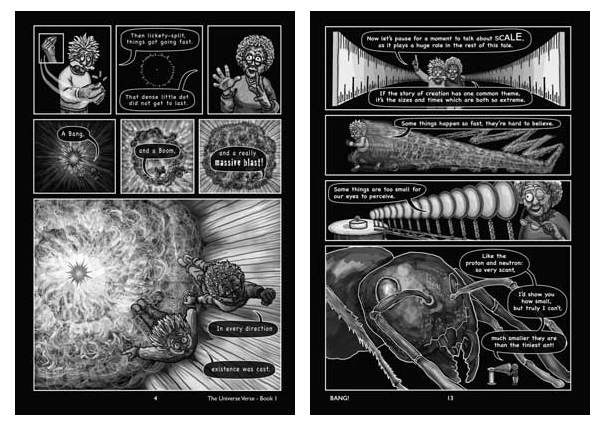 Then lickety-split,
things got going fast.
That dense little dot
did not get to last.
A Bang,
and a Boom,
and a really
massive blast!
In every direction
existence was cast.
4
The Universe Verse - Book 1
Now let's pause for a moment to talk about SCALE,
as it plays a huge role in the rest of this tale.
If the story of creation has one common theme,
it's the sizes and times which are both so extreme.
Some things happen so fast, they're hard to believe.
Some things are too small for
our eyes to perceive.
Like the
proton and neutron:
so very scant,
I'd show you
how small,
but truly I can't.
much smaller they are
than the tiniest ant!
BANG!
13